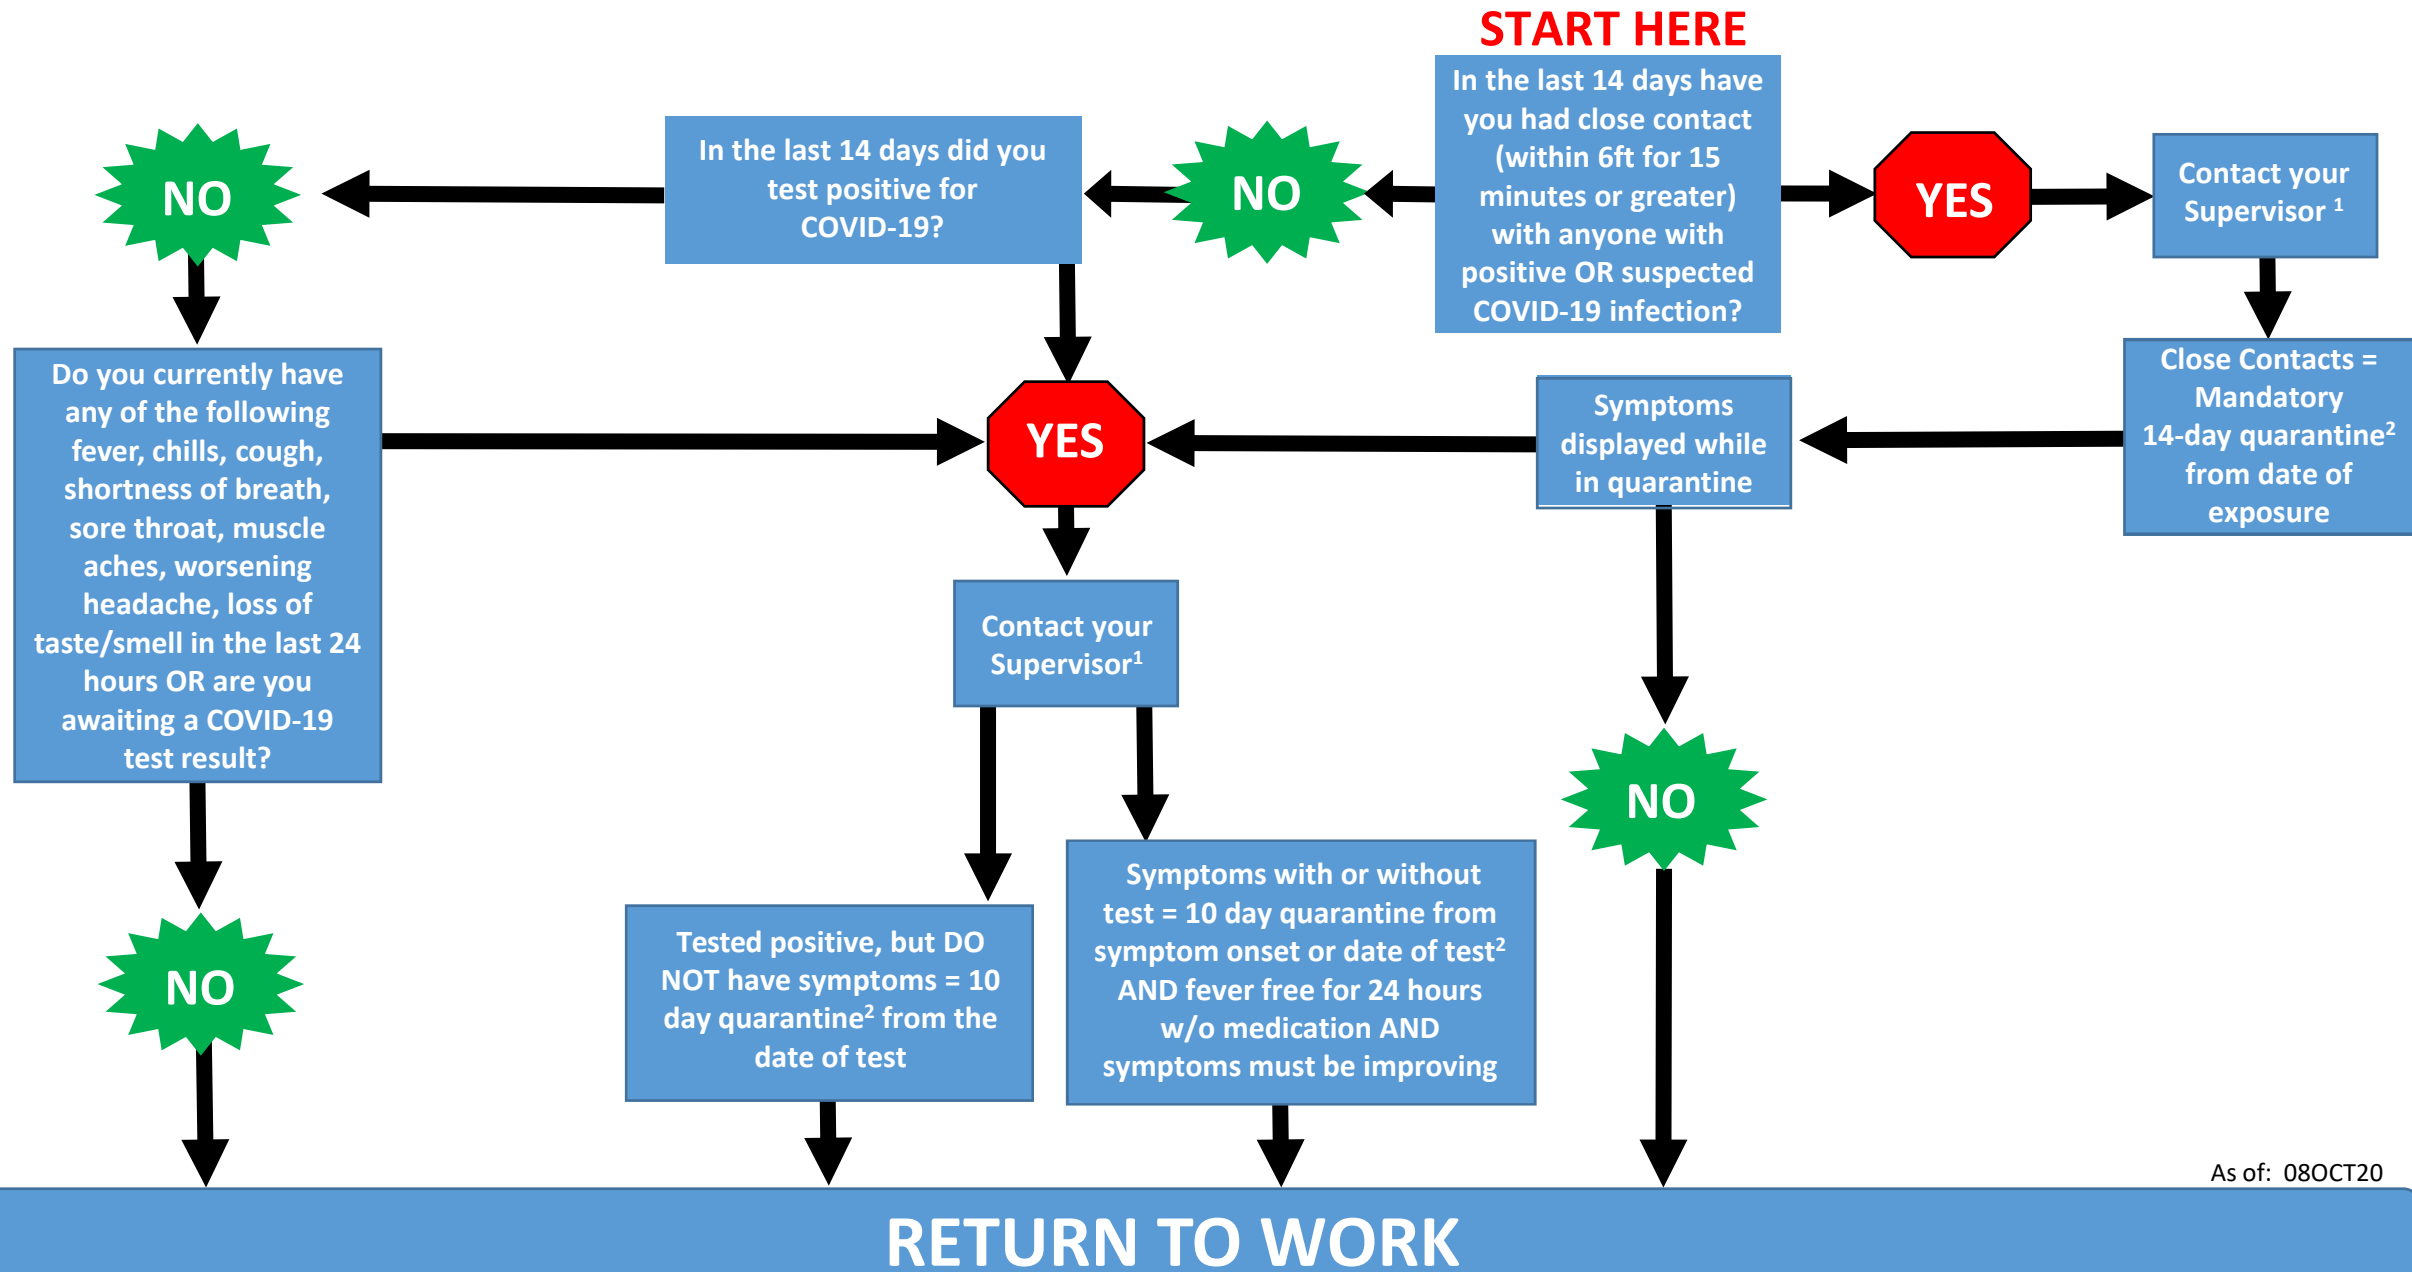 START HERE
In the last 14 days have
you had close contact
(within 6ft for 15
minutes or greater)
with anyone with
positive OR suspected
COVID-19 infection?
YES
Contact your
Supervisor ¹
Close Contacts =
Mandatory
14-day quarantine²
from date of
exposure
Symptoms
displayed while
in quarantine
NO
NO
In the last 14 days did you
test positive for
COVID-19?
YES
Contact your
Supervisor¹
Tested positive, but DO
NOT have symptoms = 10
day quarantine² from the
date of test
Symptoms with or without
test = 10 day quarantine from
symptom onset or date of test²
AND fever free for 24 hours
w/o medication AND
symptoms must be improving
NO
Do you currently have
any of the following
fever, chills, cough,
shortness of breath,
sore throat, muscle
aches, worsening
headache, loss of
taste/smell in the last 24
hours OR are you
awaiting a COVID-19
test result?
NO
As of:  08OCT20
RETURN TO WORK